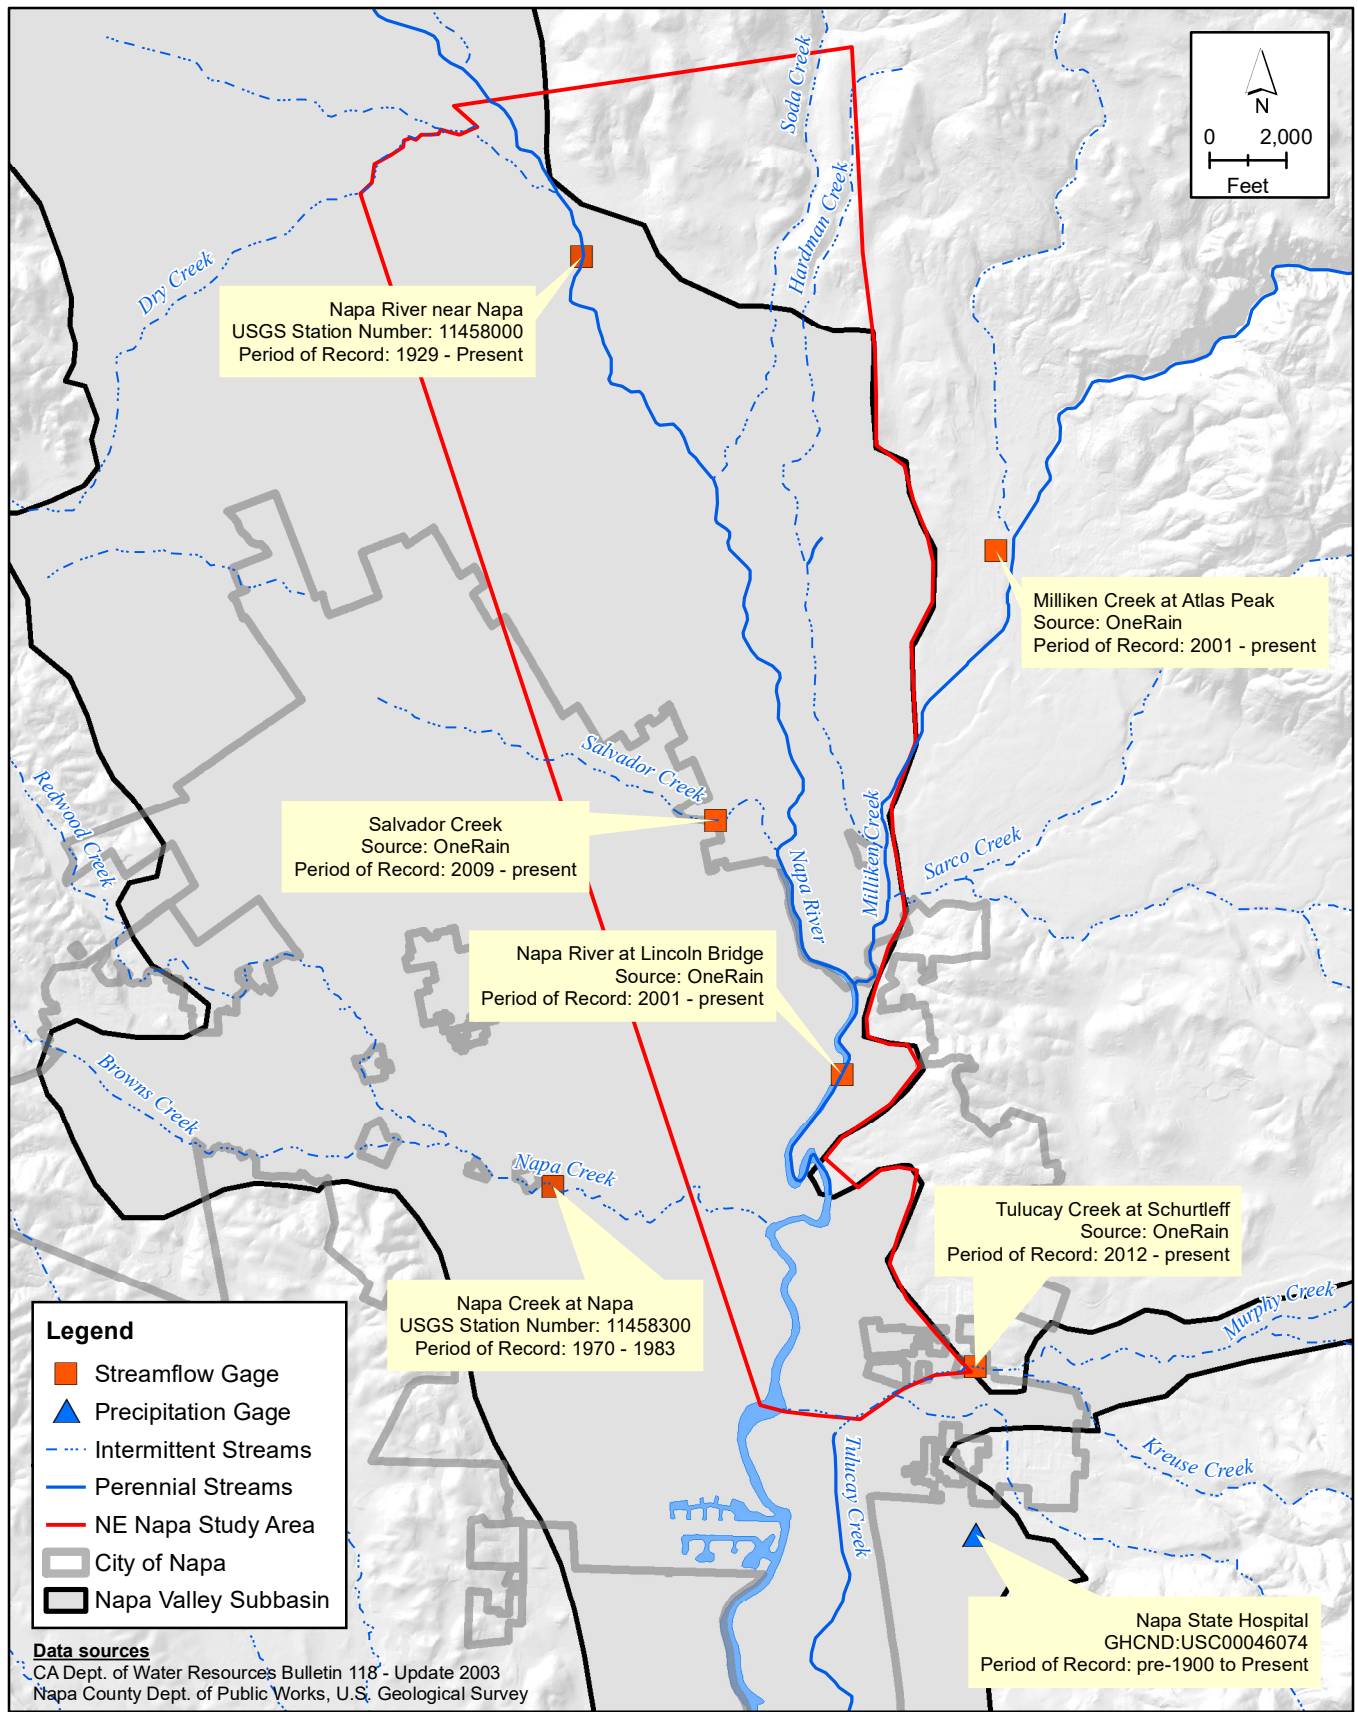 Soda Creek
N
0 2,000
Feet
Hardman Creek
Dry Creek
Napa River near Napa
USGS Station Number: 11458000
Period of Record: 1929 - Present
Milliken Creek at Atlas Peak
Source: OneRain
Period of Record: 2001 - present
Salvador Creek
Redwood Creek
Salvador Creek
Source: OneRain
Period of Record: 2009 - present
Napa River
Milliken Creek
Sarco Creek
Napa River at Lincoln Bridge
Source: OneRain
Period of Record: 2001 - present
Browns Creek
Napa Creek
Tulucay Creek at Schurtleff
Source: OneRain
Period of Record: 2012 - present
Napa Creek at Napa
USGS Station Number: 11458300
Period of Record: 1970 - 1983
Murphy Creek
Kreuse Creek
Tulucay Creek
Legend
Streamflow Gage
Precipitation Gage
Intermittent Streams
Perennial Streams
NE Napa Study Area
City of Napa
Napa Valley Subbasin
Napa State Hospital
GHCND:USC00046074
Period of Record: pre-1900 to Present
Data sources
CA Dept. of Water Resources Bulletin 118 - Update 2003
Napa County Dept. of Public Works, U.S. Geological Survey